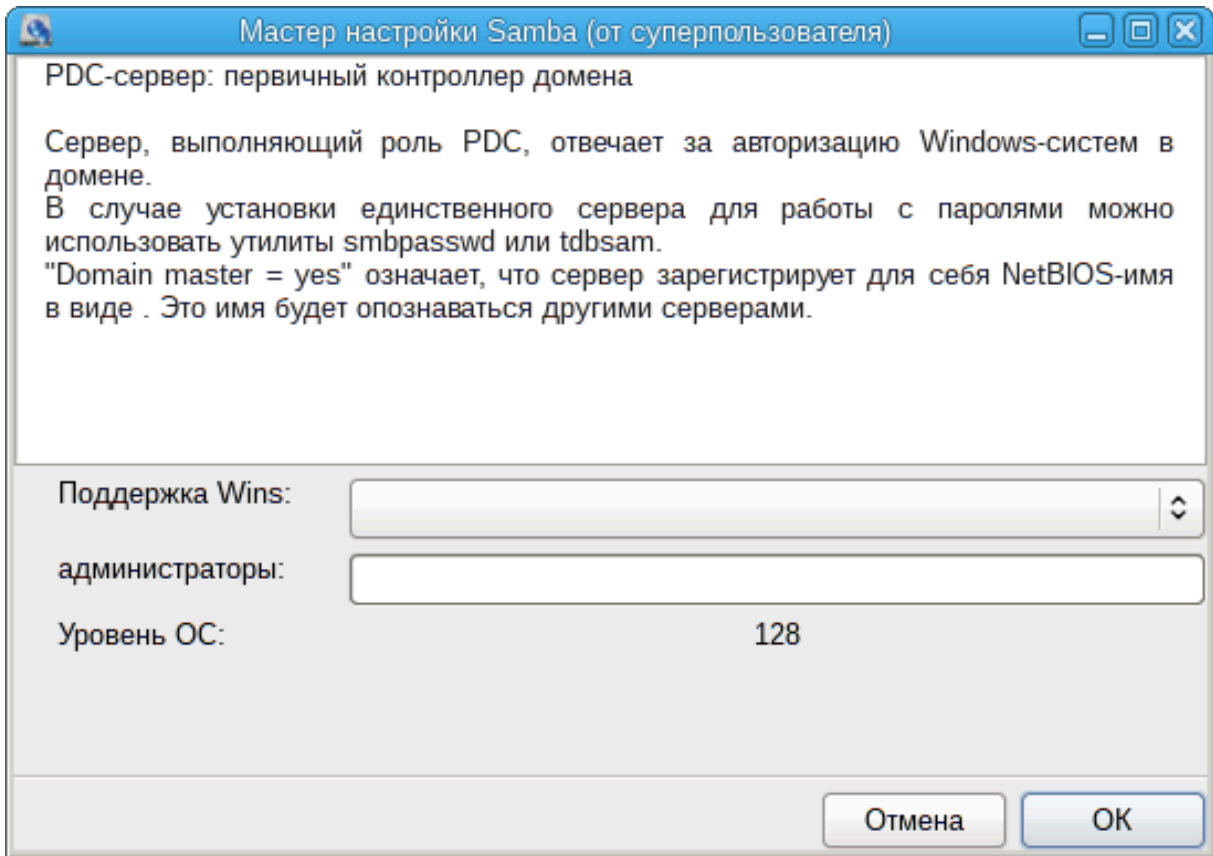 Мастер настройки Samba (от суперпользователя)
PDC-сервер: первичный контроллер домена
Сервер, выполняющий роль PDC, отвечает за авторизацию Windows-систем в
домене.
В случае установки единственного сервера для работы с паролями можно
использовать утилиты smbpasswd или tdbsam.
"Domain master = yes" означает, что сервер зарегистрирует для себя NetBIOS-имя
в виде . Это имя будет опознаваться другими серверами.
Поддержка Wins:
администраторы:
Уровень ОС: 128
Отмена ОК